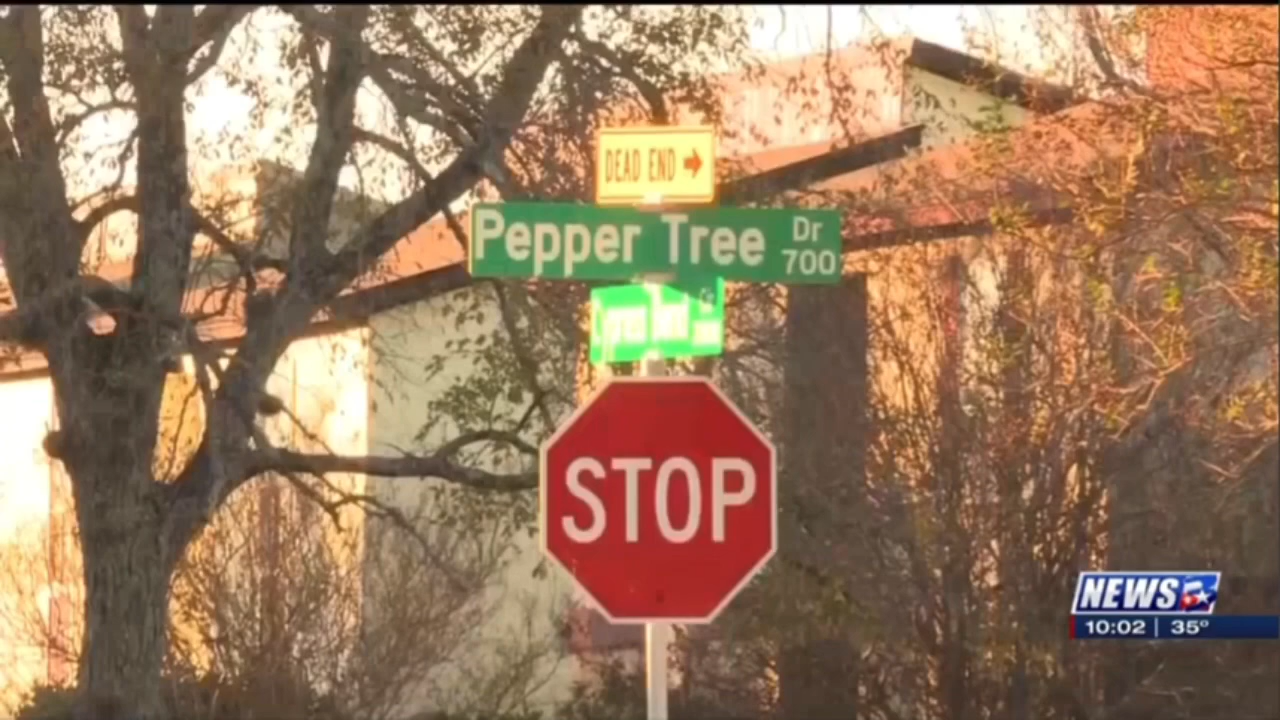 DEAD END
Pepper Tree Dr
700
STOP
NEWS
10:02 | 35°